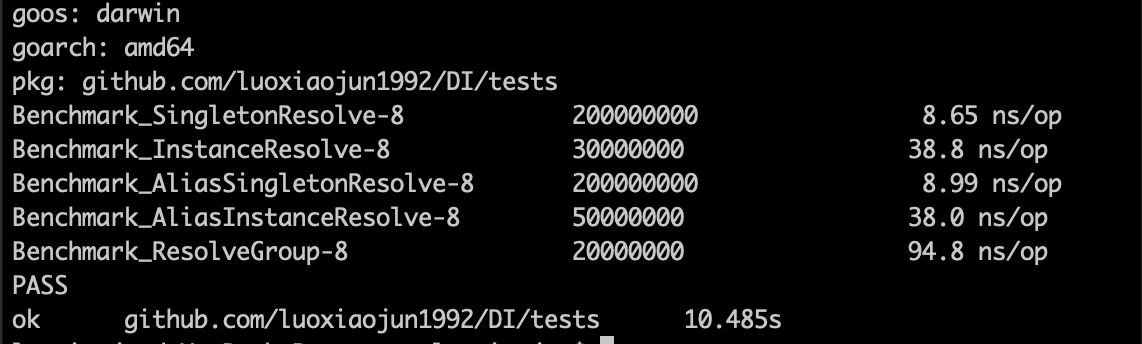 goos: darwin
goarch: amd64
pkg: github.com/luoxiaojun1992/DI/tests
Benchmark_SingletonResolve-8 200000000 8.65 ns/op
Benchmark_InstanceResolve-8 30000000 38.8 ns/op
Benchmark_AliasSingletonResolve-8 200000000 8.99 ns/op
Benchmark_AliasInstanceResolve-8 50000000 38.0 ns/op
Benchmark_ResolveGroup-8 20000000 94.8 ns/op
PASS
ok github.com/luoxiaojun1992/DI/tests 10.485s